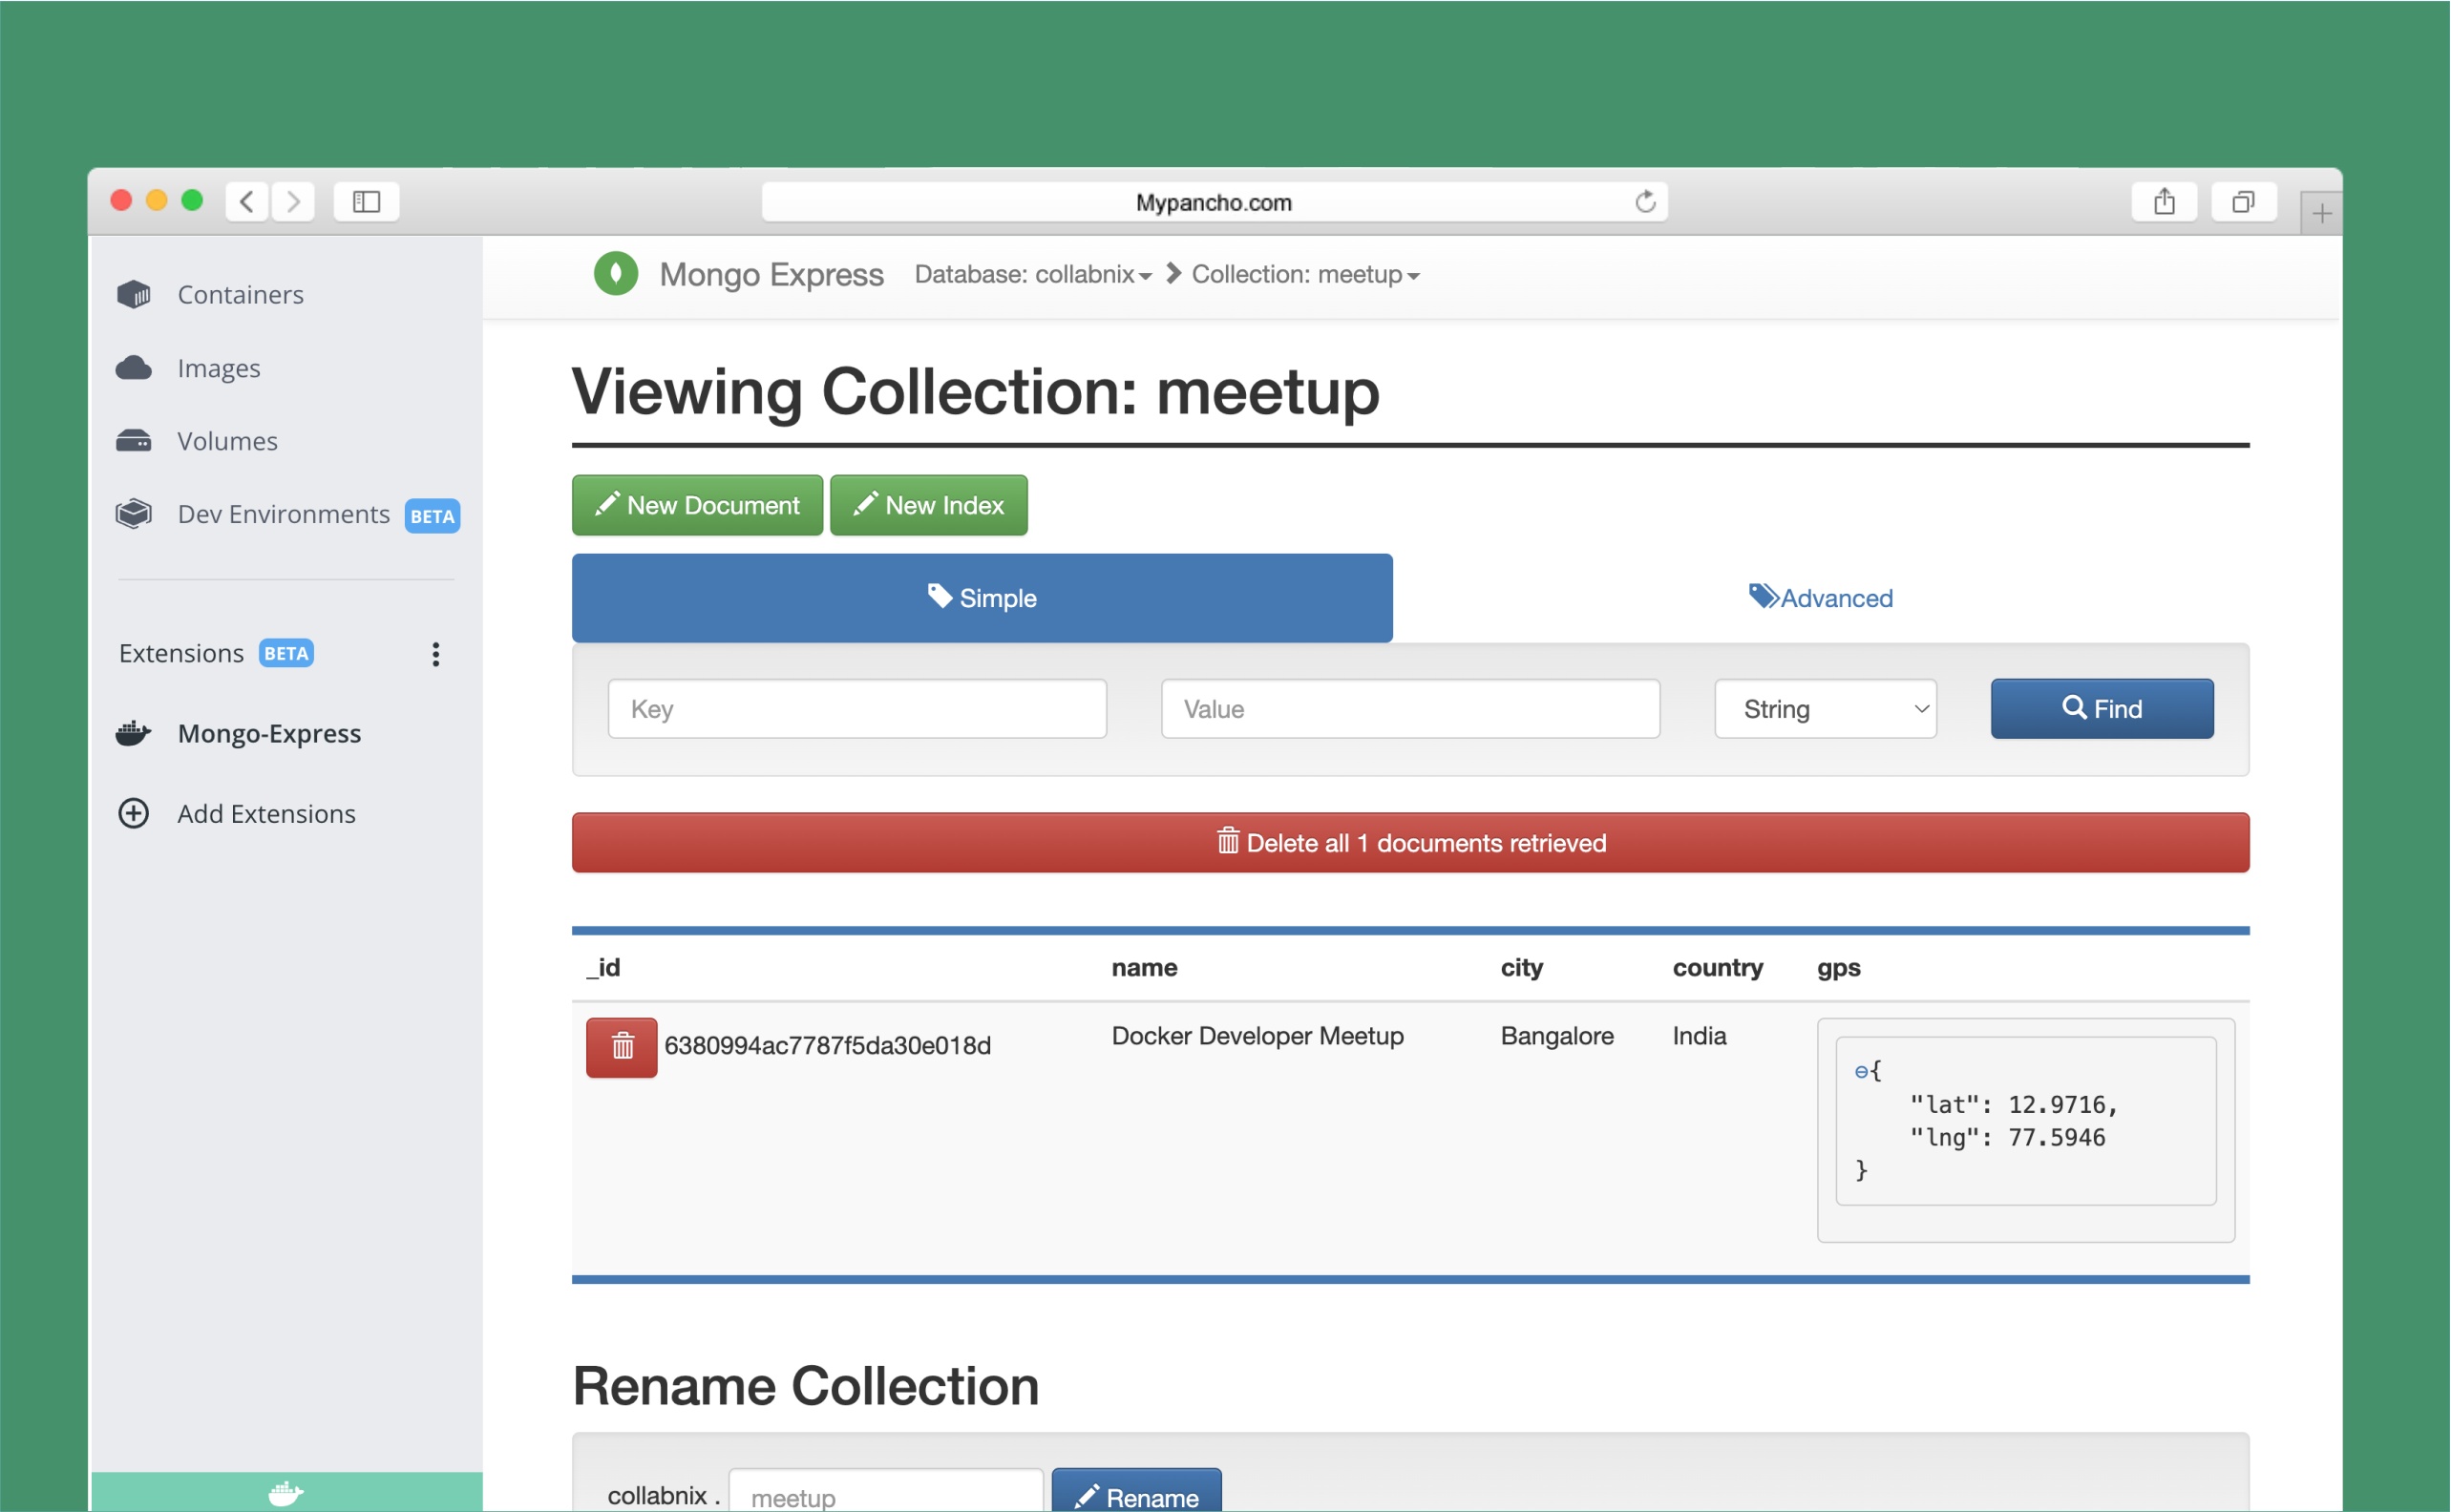 Mypancho.com
Containers
Images
Volumes
Dev Environments BETA
Extensions BETA
Mongo-Express
Add Extensions
Mongo Express Database: collabnix Collection: meetup
Viewing Collection: meetup
New Document New Index
Simple Advanced
Key Value String Find
Delete all 1 documents retrieved
_id name city country gps
6380994ac7787f5da30e018d Docker Developer Meetup Bangalore India
{
"lat": 12.9716,
"lng": 77.5946
}
Rename Collection
collabnix . meetup Rename